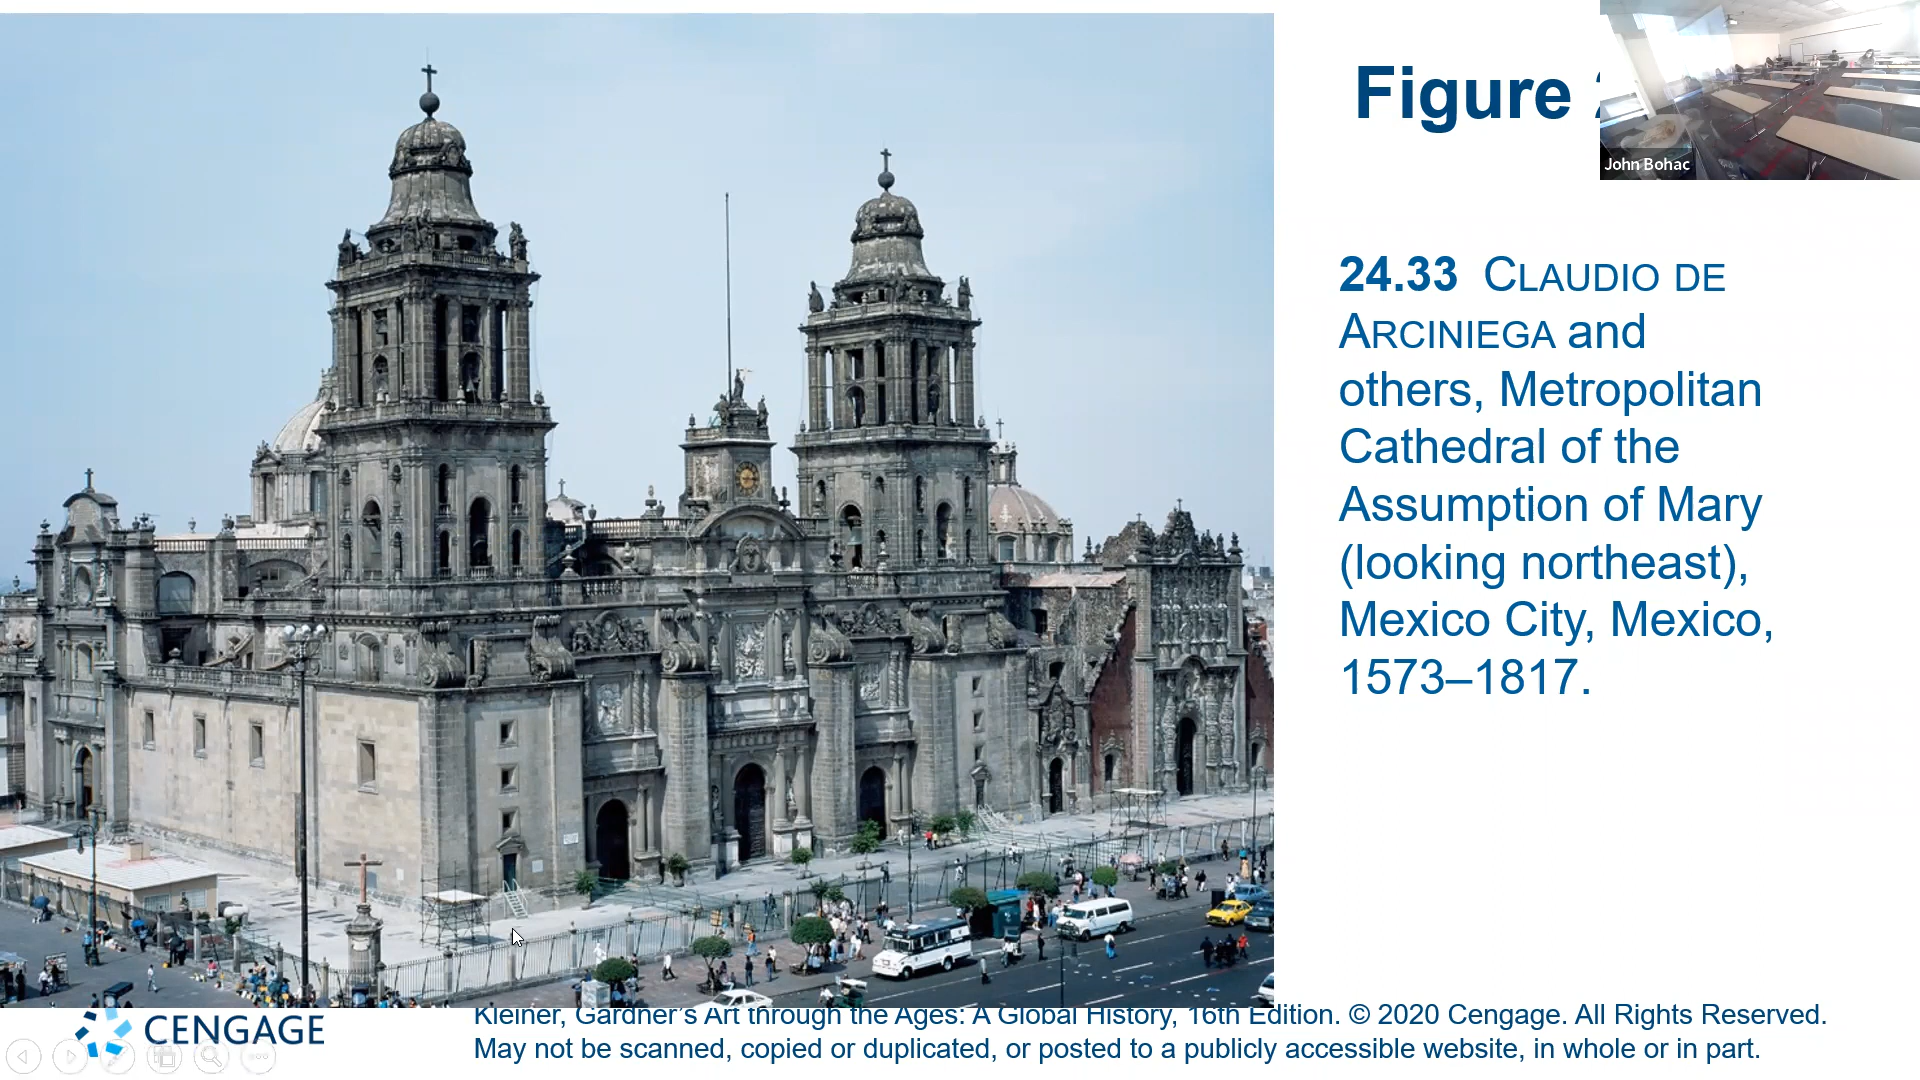 Figure
John Bohac
24.33 CLAUDIO DE
ARCINIEGA and
others, Metropolitan
Cathedral of the
Assumption of Mary
(looking northeast),
Mexico City, Mexico,
1573–1817.
CENGAGE
Kleiner, Gardner's Art through the Ages: A Global History, 16th Edition. © 2020 Cengage. All Rights Reserved.
May not be scanned, copied or duplicated, or posted to a publicly accessible website, in whole or in part.